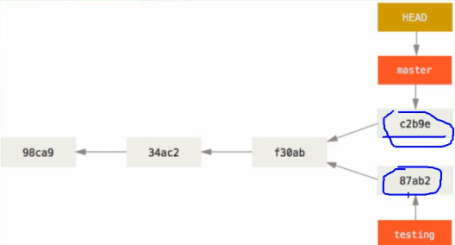 HEAD
master
c2b9e
98ca9 34ac2 f30ab
87ab2
testing